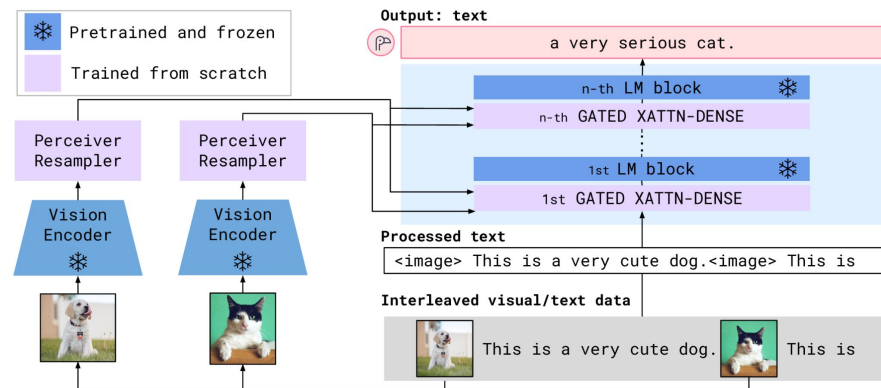 Pretrained and frozen
Trained from scratch
Perceiver
Resampler
Perceiver
Resampler
Vision
Encoder
Vision
Encoder
Output: text
a very serious cat.
n-th LM block
n-th GATED XATTN-DENSE
1st LM block
1st GATED XATTN-DENSE
Processed text
<image> This is a very cute dog.<image> This is
Interleaved visual/text data
This is a very cute dog. This is